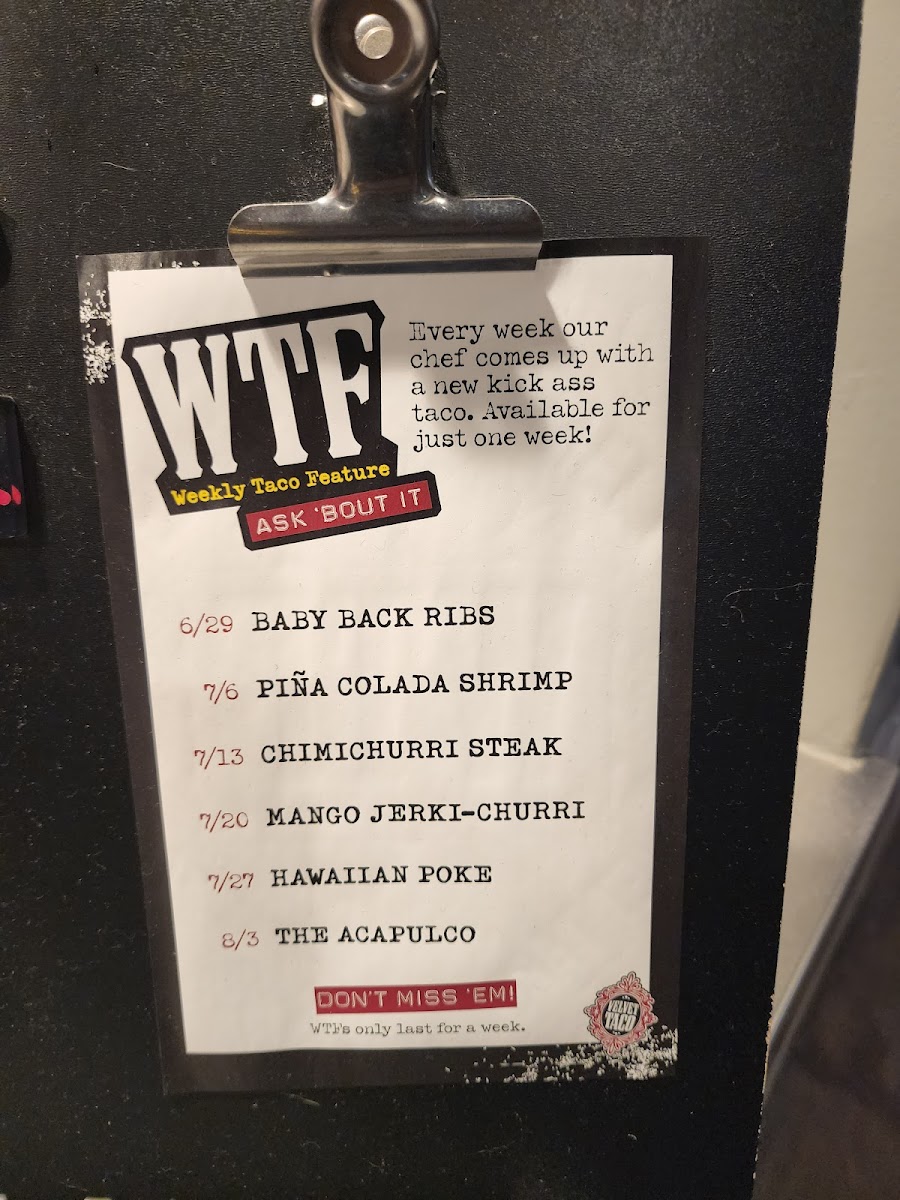 WTF
Weekly Taco Feature
ASK 'BOUT IT
Every week our
chef comes up with
a new kick ass
taco. Available for
just one week!
6/29 BABY BACK RIBS
7/6 PIÑA COLADA SHRIMP
7/13 CHIMICHURRI STEAK
7/20 MANGO JERKI-CHURRI
7/27 HAWAIIAN POKE
8/3 THE ACAPULCO
DON'T MISS 'EM!
WTFs only last for a week.
VELVET
TACO